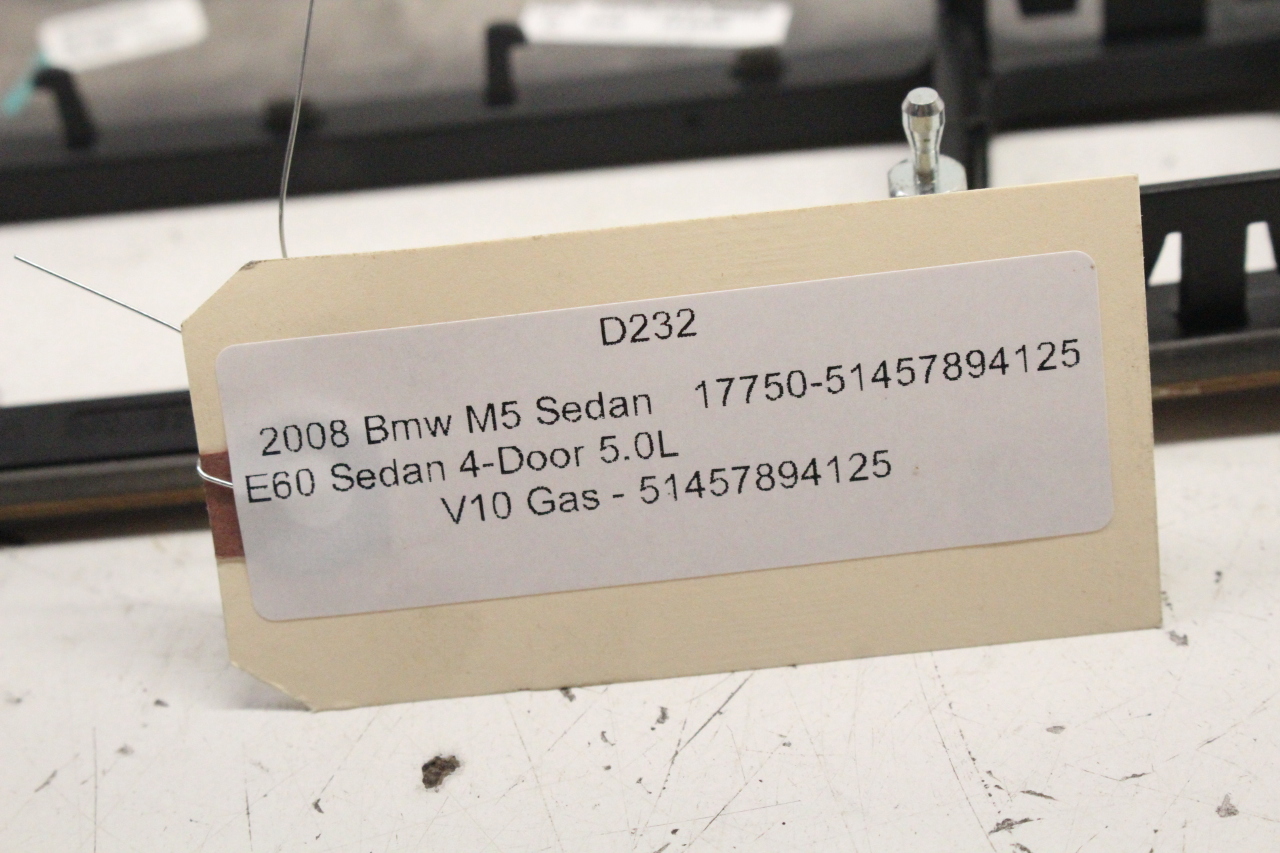 D232
2008 Bmw M5 Sedan 17750-51457894125
E60 Sedan 4-Door 5.0L
V10 Gas - 51457894125